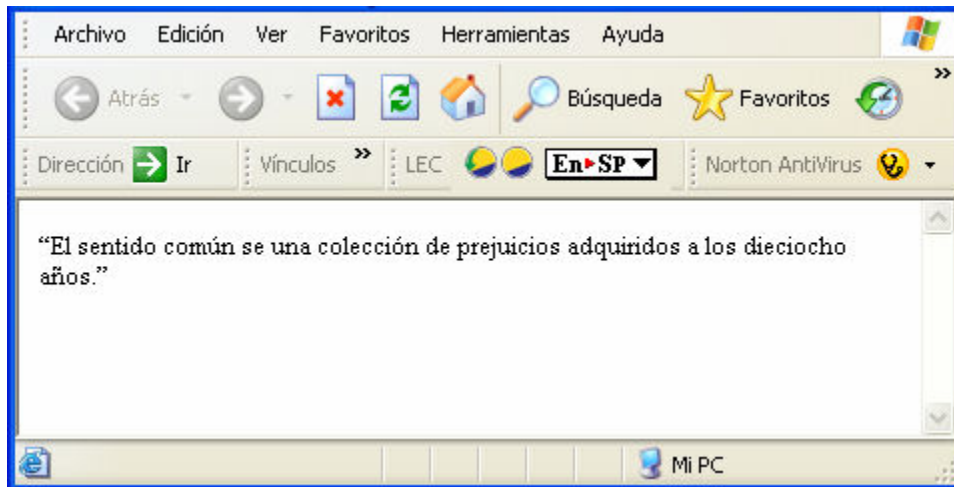 Archivo Edición Ver Favoritos Herramientas Ayuda
Atrás Búsqueda Favoritos »
Dirección Ir Vínculos » LEC En▸SP Norton AntiVirus
“El sentido común se una colección de prejuicios adquiridos a los dieciocho
años.”
Mi PC